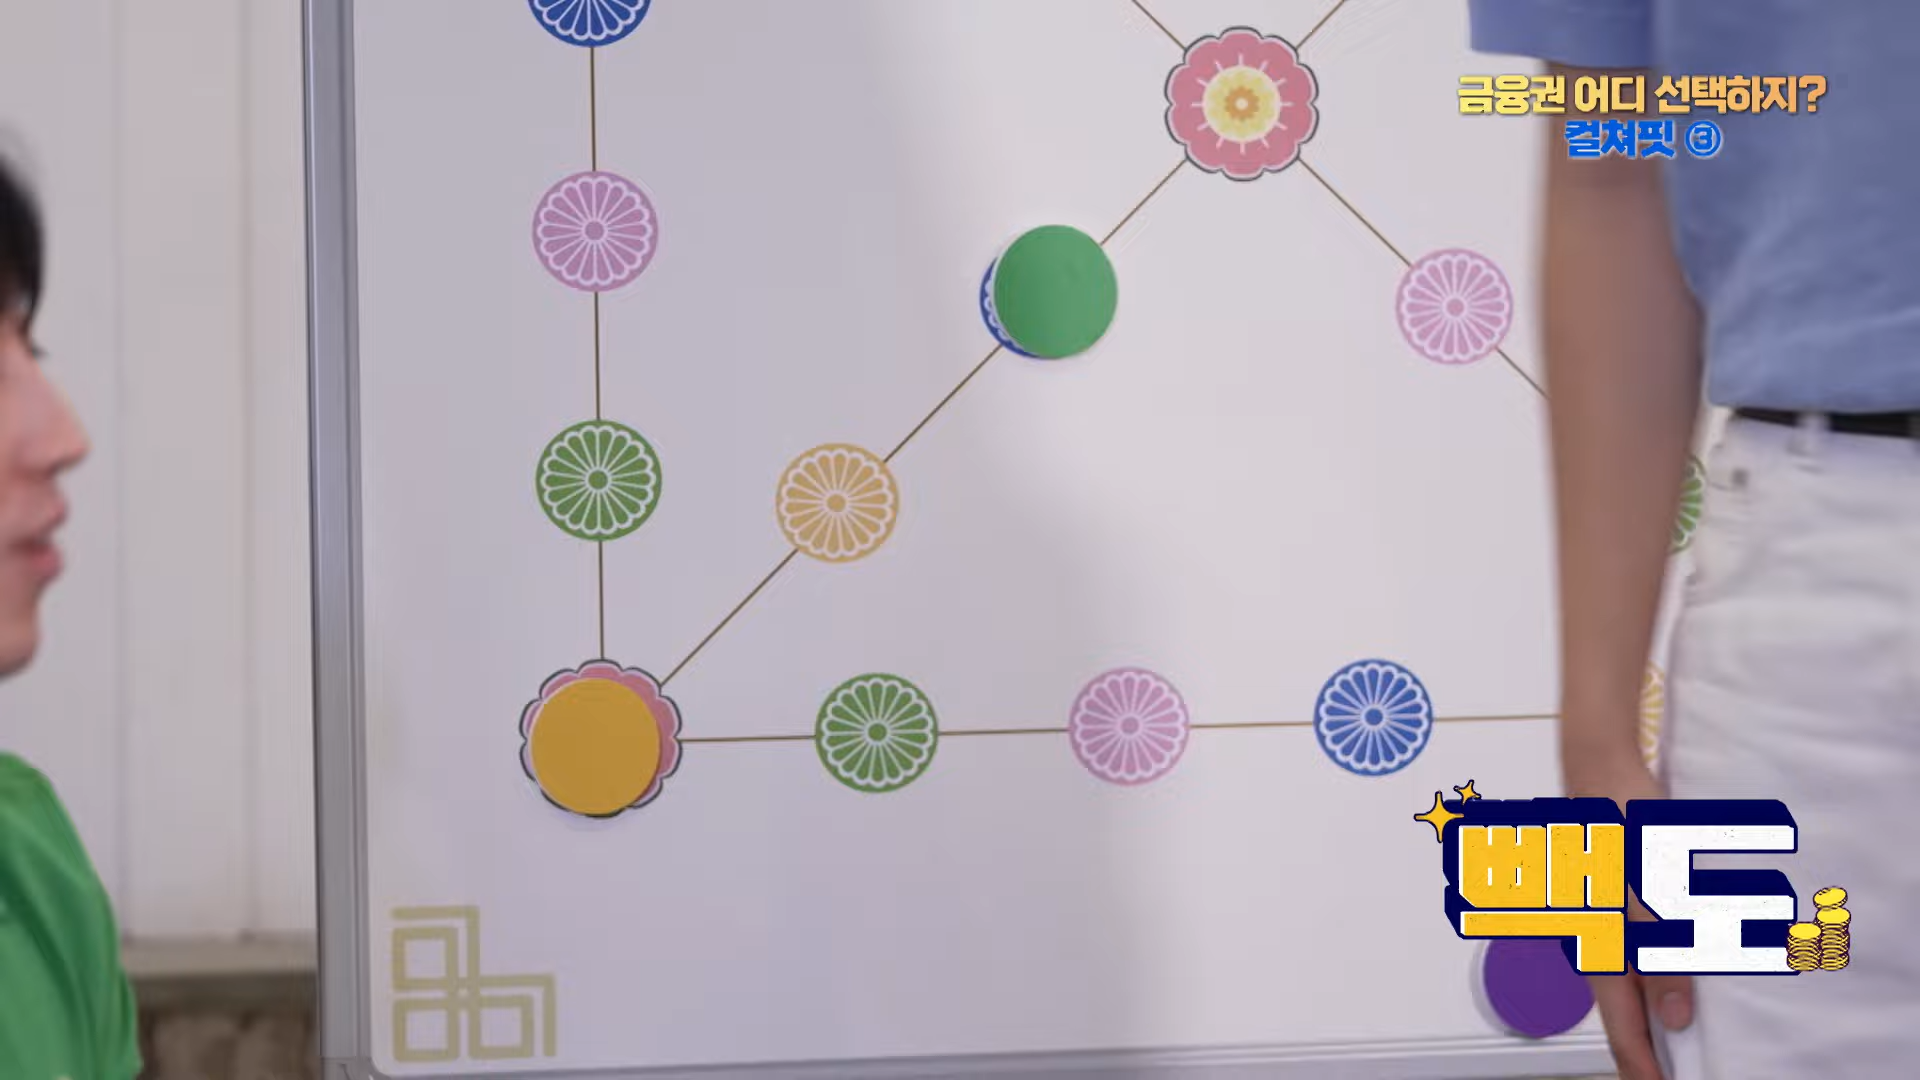 금융권 어디 선택하지?
컬쳐핏 ③
빽도